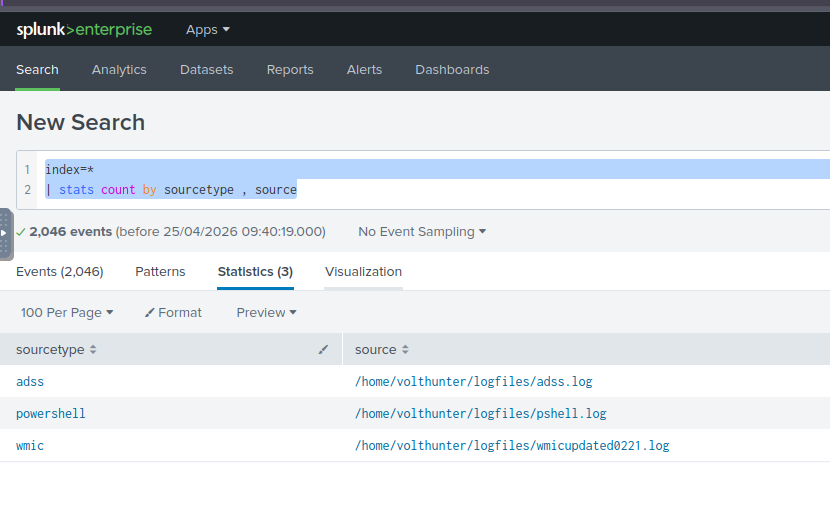 splunk>enterprise Apps
Search Analytics Datasets Reports Alerts Dashboards
New Search
1 index=*
2 | stats count by sourcetype , source
2,046 events (before 25/04/2026 09:40:19.000) No Event Sampling
Events (2,046) Patterns Statistics (3) Visualization
100 Per Page Format Preview
sourcetype source
adss /home/volthunter/logfiles/adss.log
powershell /home/volthunter/logfiles/pshell.log
wmic /home/volthunter/logfiles/wmicupdated0221.log